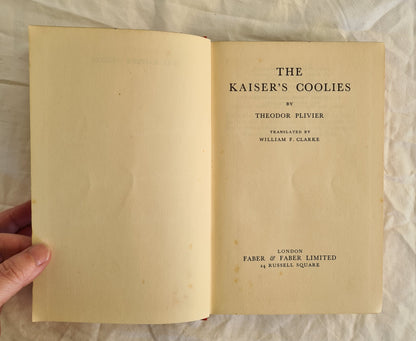 THE
KAISER'S COOLIES
BY
THEODOR PLIVIER
TRANSLATED BY
WILLIAM F. CLARKE
LONDON
FABER & FABER LIMITED
24 RUSSELL SQUARE